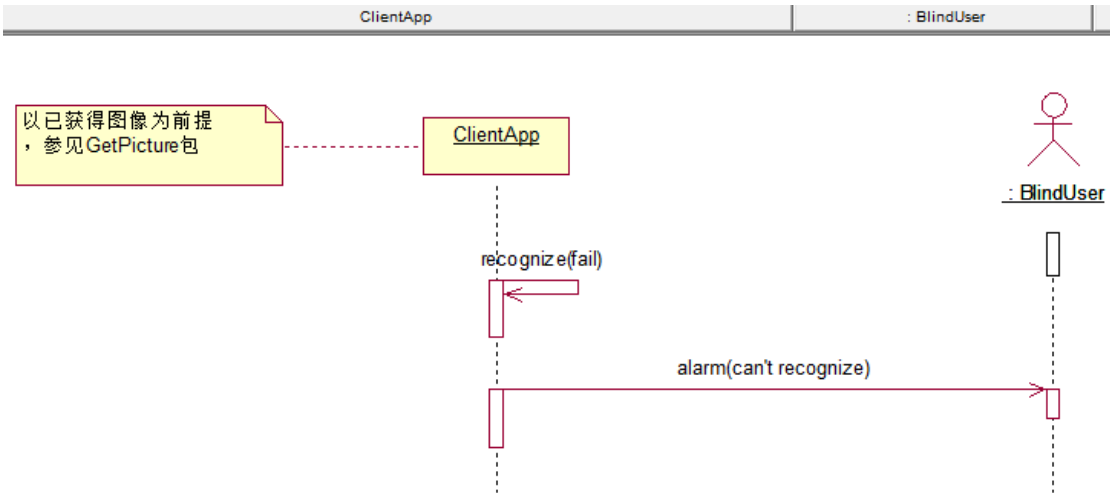 ClientApp
: BlindUser
以已获得图像为前提
，参见GetPicture包
ClientApp
: BlindUser
recognize(fail)
alarm(can't recognize)